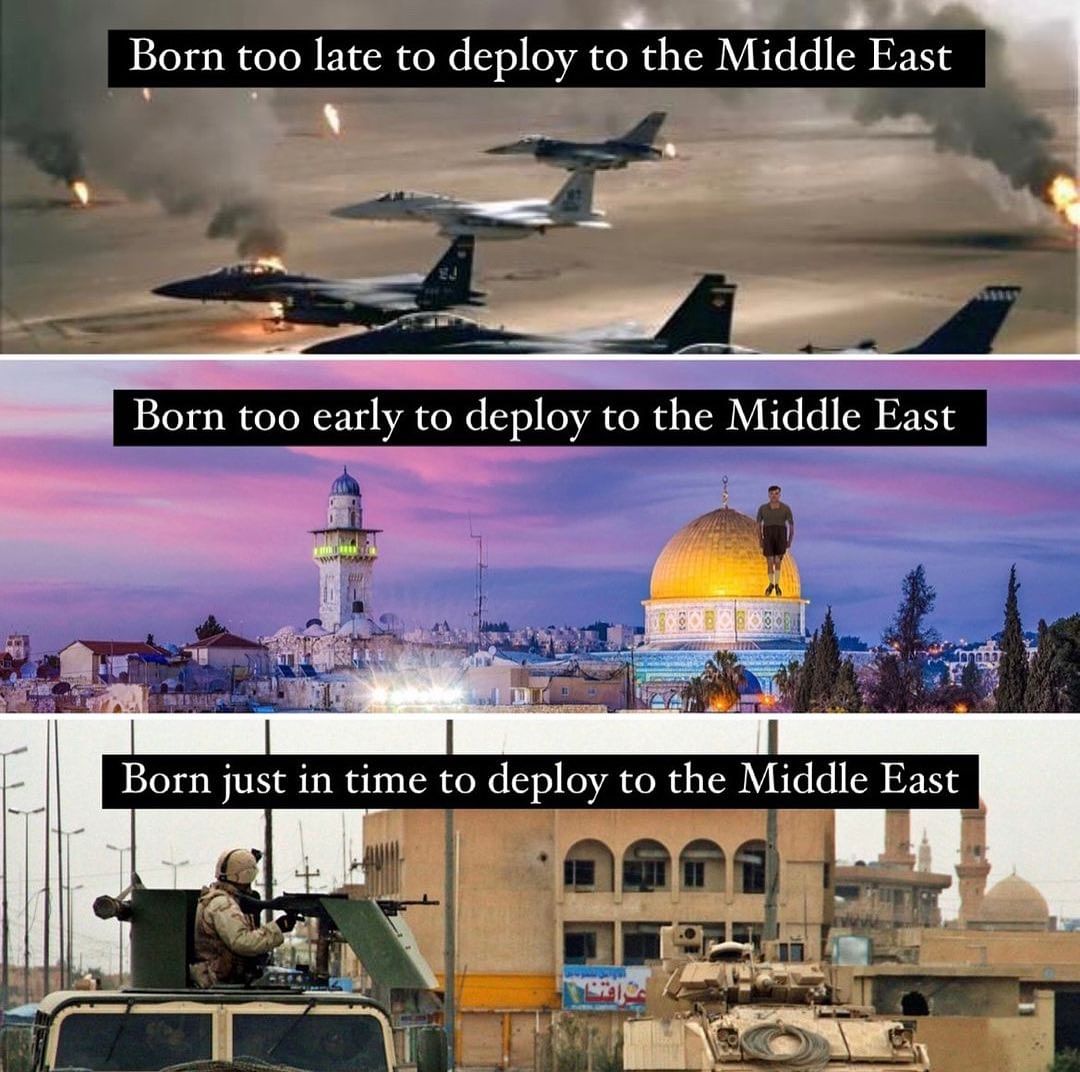 Born too late to deploy to the Middle East
EJ
Born too early to deploy to the Middle East
Born just in time to deploy to the Middle East